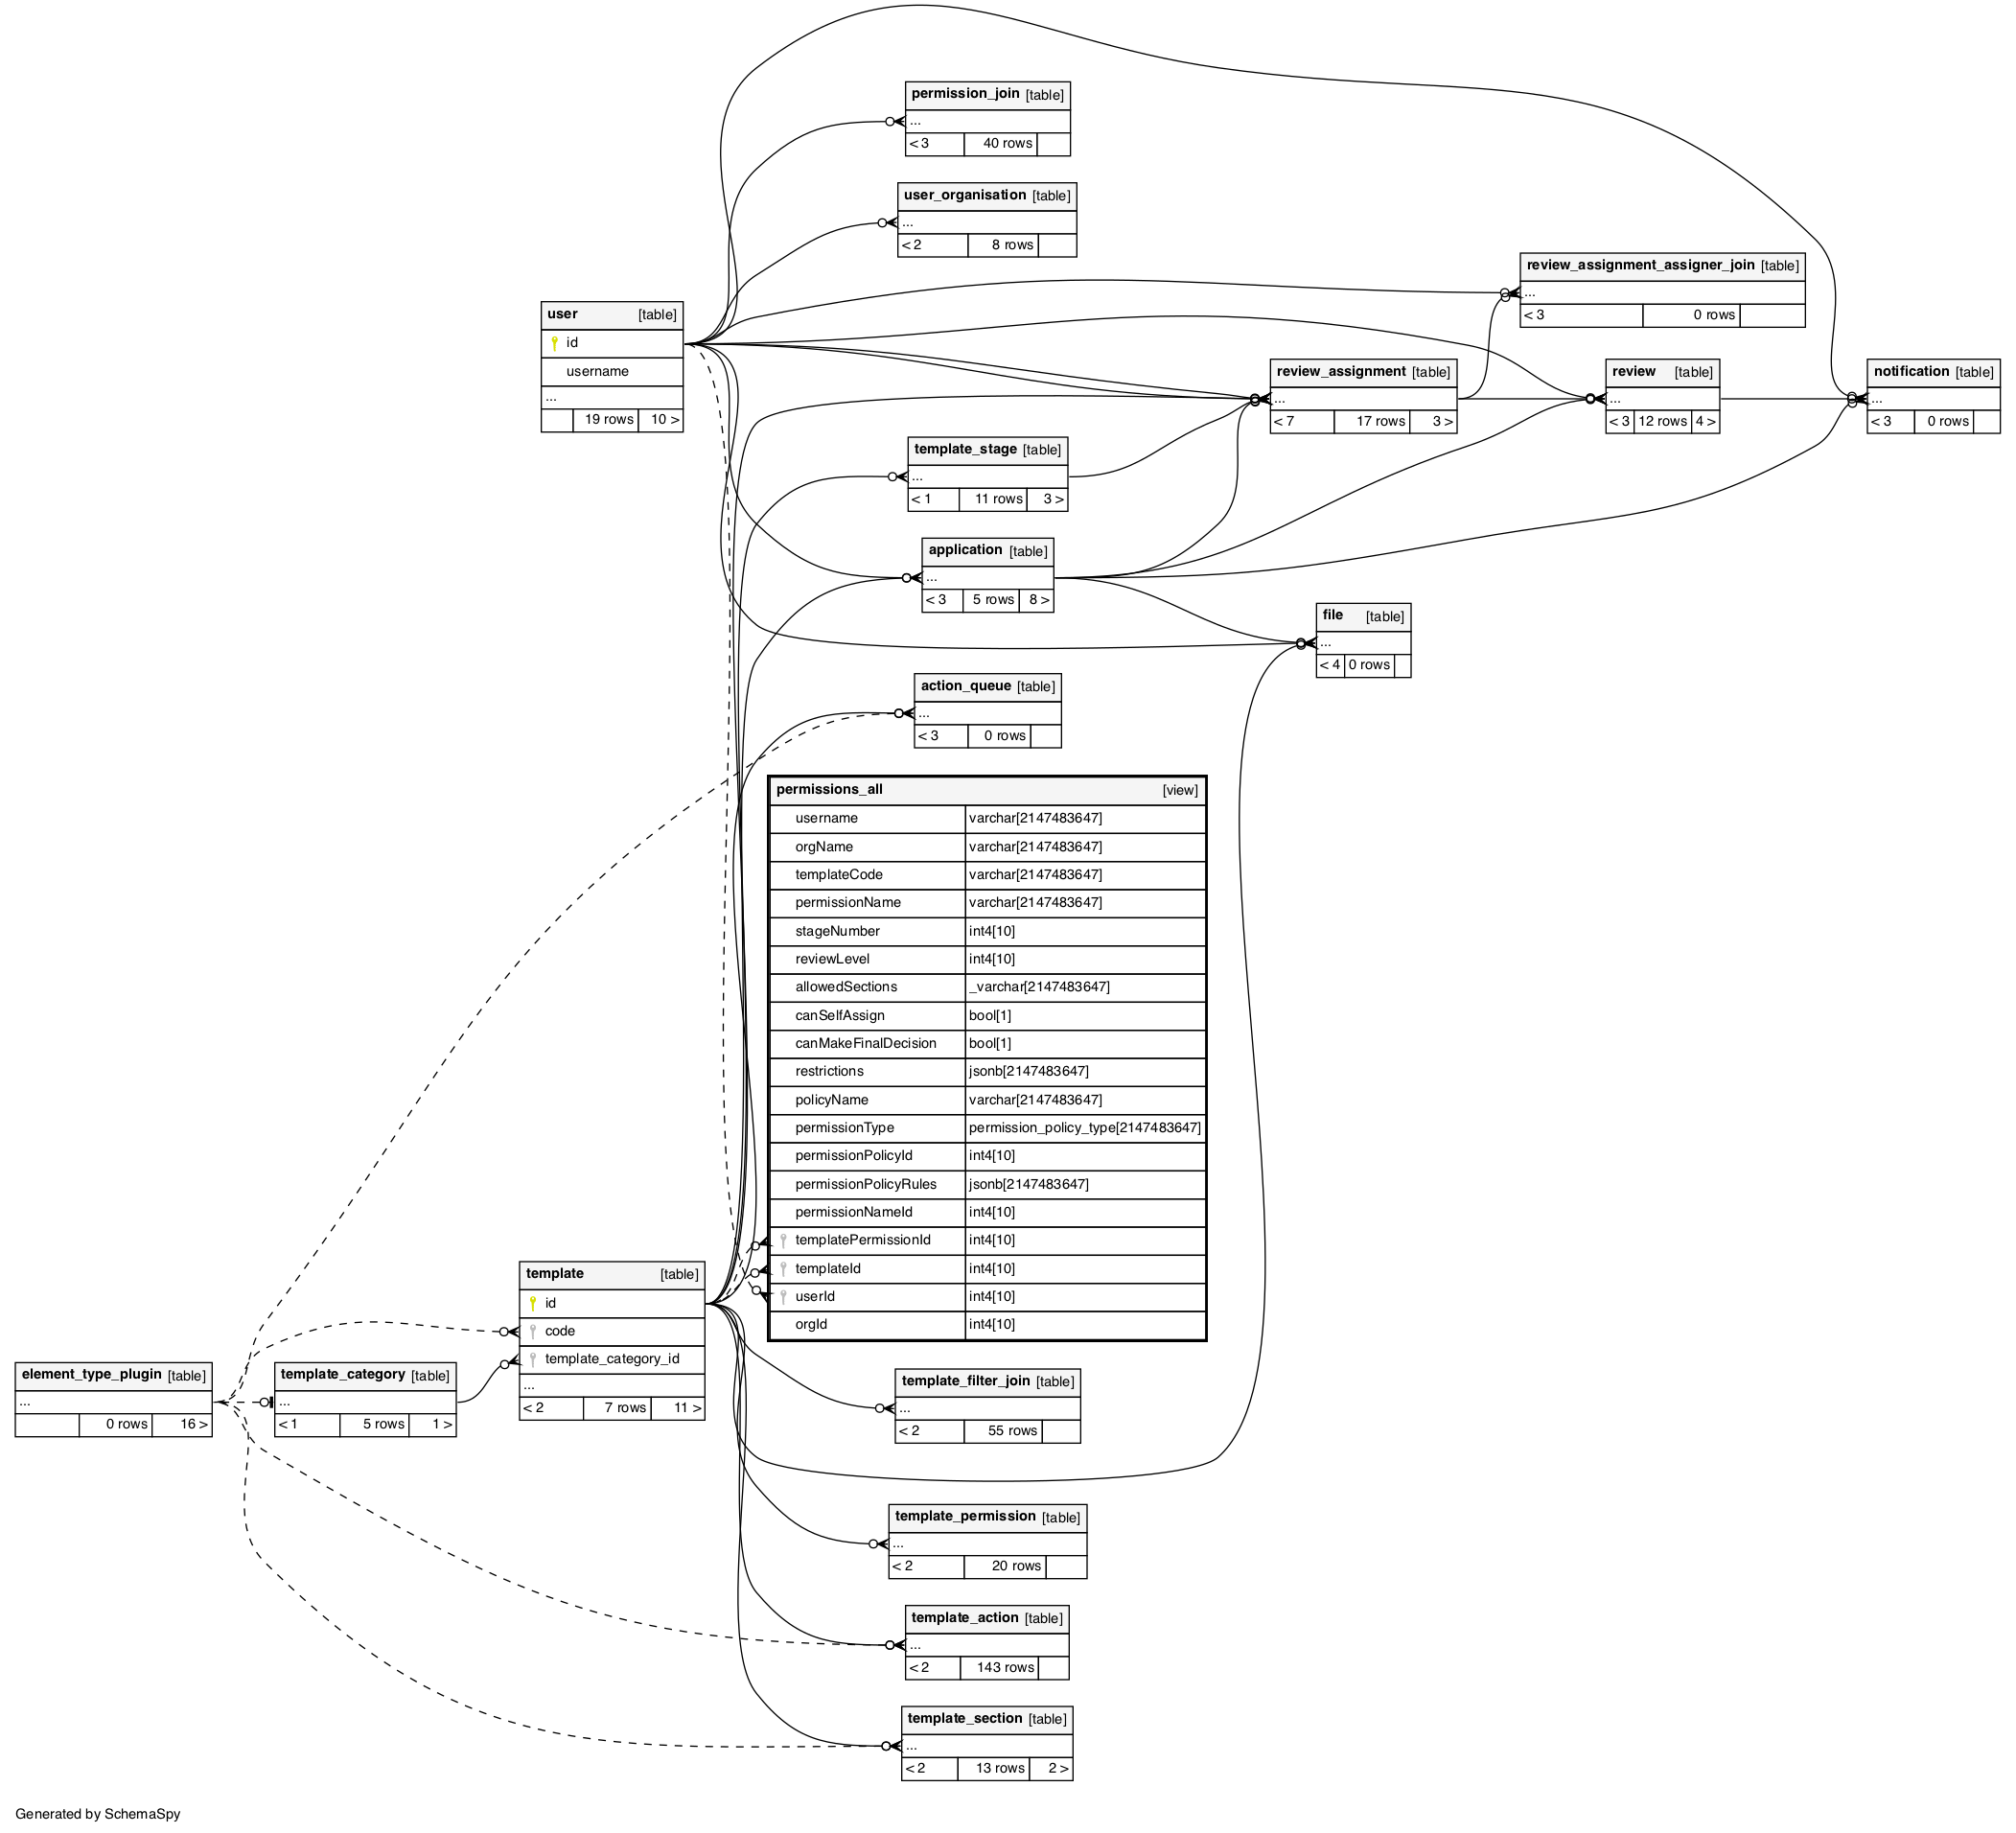 permission_join [table]
...
< 3 40 rows
user_organisation [table]
...
< 2 8 rows
review_assignment_assigner_join [table]
...
< 3 0 rows
user [table]
id
username
...
19 rows 10 >
review_assignment [table]
...
< 7 17 rows 3 >
review [table]
...
< 3 12 rows 4 >
notification [table]
...
< 3 0 rows
template_stage [table]
...
< 1 11 rows 3 >
application [table]
...
< 3 5 rows 8 >
file [table]
...
< 4 0 rows
action_queue [table]
...
< 3 0 rows
permissions_all [view]
username varchar[2147483647]
orgName varchar[2147483647]
templateCode varchar[2147483647]
permissionName varchar[2147483647]
stageNumber int4[10]
reviewLevel int4[10]
allowedSections _varchar[2147483647]
canSelfAssign bool[1]
canMakeFinalDecision bool[1]
restrictions jsonb[2147483647]
policyName varchar[2147483647]
permissionType permission_policy_type[2147483647]
permissionPolicyId int4[10]
permissionPolicyRules jsonb[2147483647]
permissionNameId int4[10]
templatePermissionId int4[10]
templateId int4[10]
userId int4[10]
orgId int4[10]
template [table]
id
code
template_category_id
...
< 2 7 rows 11 >
element_type_plugin [table]
...
0 rows 16 >
template_category [table]
...
< 1 5 rows 1 >
template_filter_join [table]
...
< 2 55 rows
template_permission [table]
...
< 2 20 rows
template_action [table]
...
< 2 143 rows
template_section [table]
...
< 2 13 rows 2 >
Generated by SchemaSpy